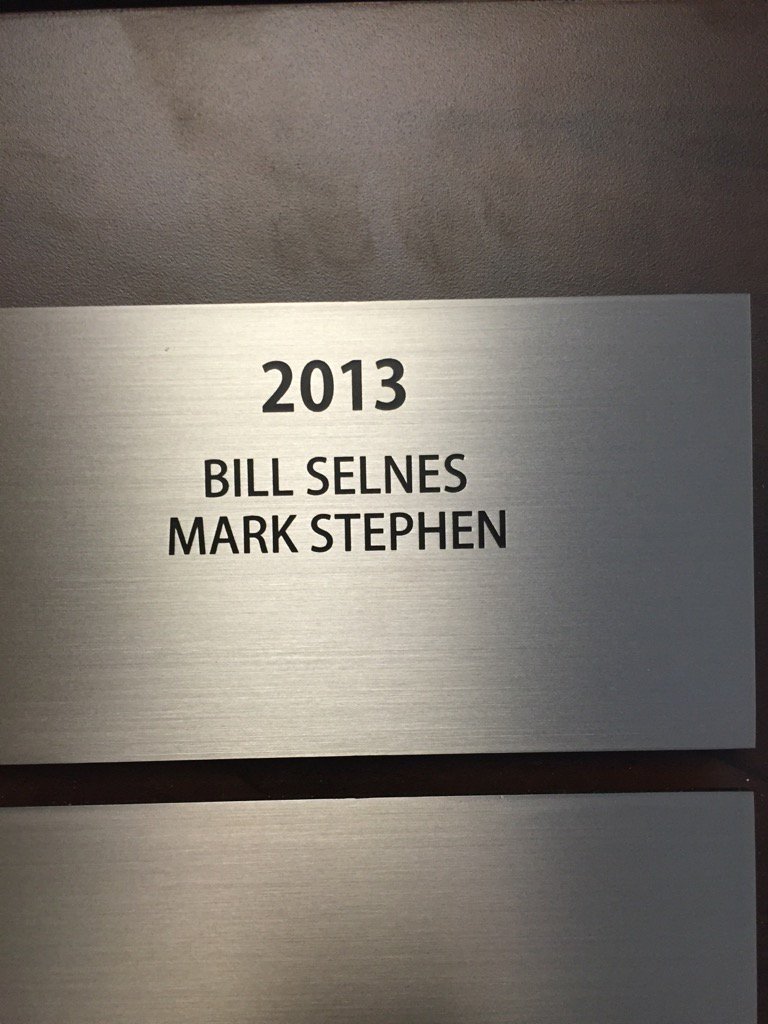 2013
BILL SELNES
MARK STEPHEN